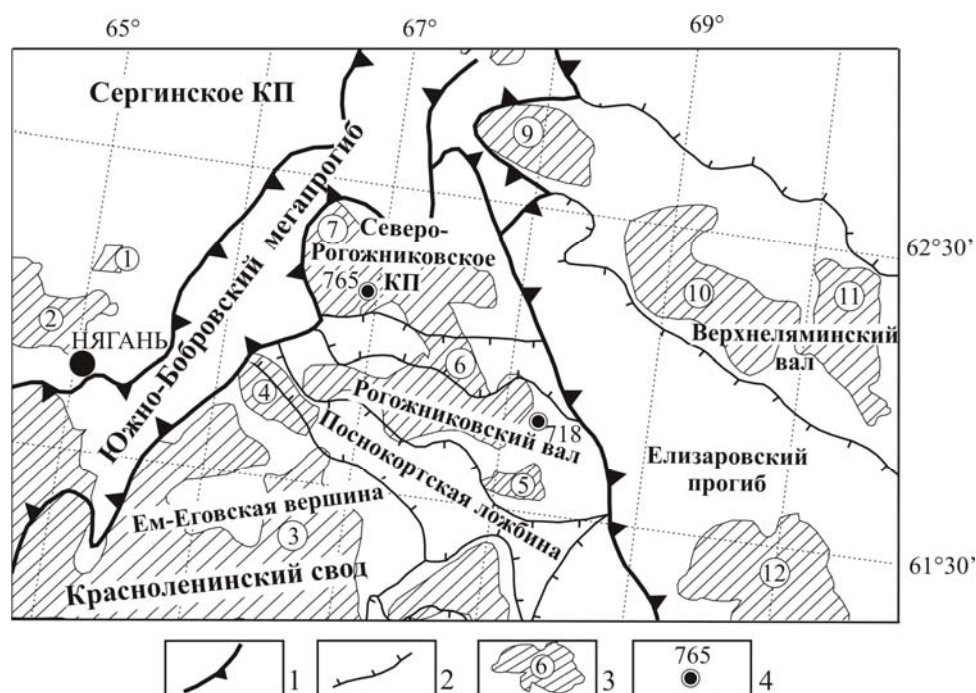 65°
67°
69°
Сергинское КП
Южно-Бобровский мегапрогиб
9
7
Северо-
Рогожниковское
КП
765
62°30'
1
2
НЯГАНЬ
10
11
Верхнеляминский
вал
6
4
Рогожниковский вал
718
Поснокортская ложбина
5
Елизаровский
прогиб
Ем-Еговская вершина
3
Красноленинский свод
12
61°30'
1
2
6
3
765
4